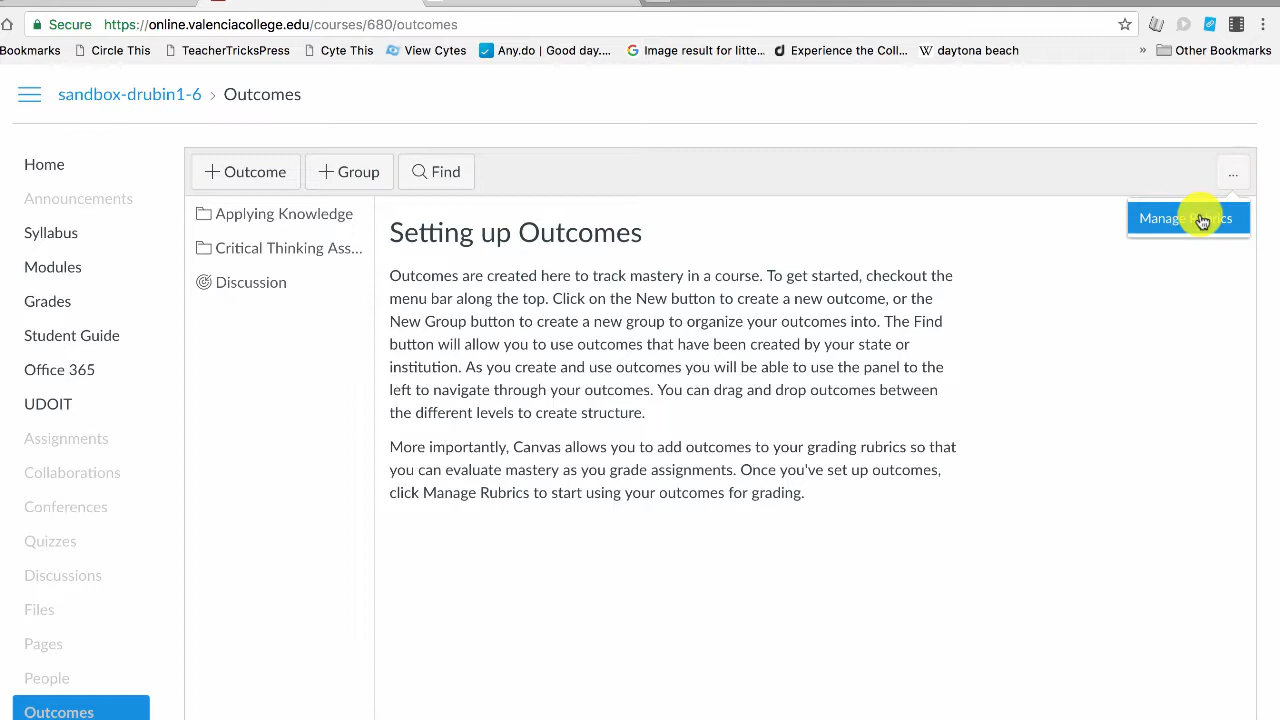 Secure https://online.valenciacollege.edu/courses/680/outcomes
Bookmarks Circle This TeacherTricksPress Cyte This View Cytes Any.do | Good day.... Image result for litte... Experience the Coll... daytona beach » Other Bookmarks
sandbox-drubin1-6 › Outcomes
Home
Announcements
Syllabus
Modules
Grades
Student Guide
Office 365
UDOIT
Assignments
Collaborations
Conferences
Quizzes
Discussions
Files
Pages
People
Outcomes
+ Outcome + Group Find ...
Manage Rubrics
Applying Knowledge
Critical Thinking Ass...
Discussion
Setting up Outcomes
Outcomes are created here to track mastery in a course. To get started, checkout the
menu bar along the top. Click on the New button to create a new outcome, or the
New Group button to create a new group to organize your outcomes into. The Find
button will allow you to use outcomes that have been created by your state or
institution. As you create and use outcomes you will be able to use the panel to the
left to navigate through your outcomes. You can drag and drop outcomes between
the different levels to create structure.
More importantly, Canvas allows you to add outcomes to your grading rubrics so that
you can evaluate mastery as you grade assignments. Once you've set up outcomes,
click Manage Rubrics to start using your outcomes for grading.